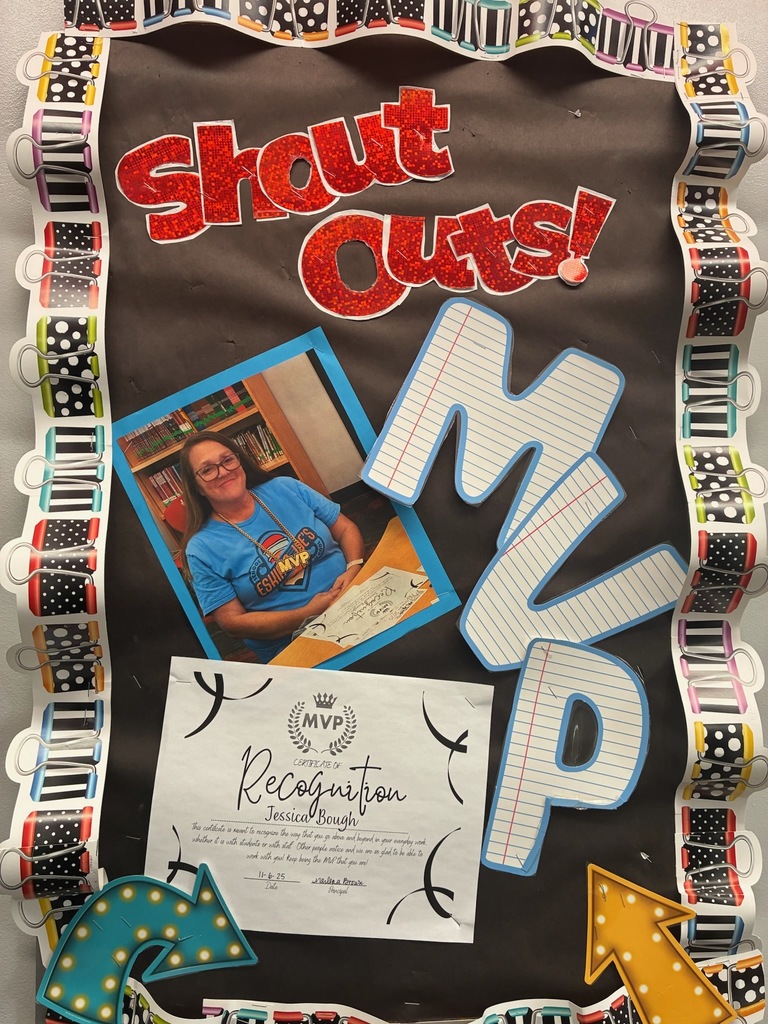 Shout
Outs!
MVP
MVP
MVP
CERTIFICATE OF
Recognition
Jessica Bough
This certificate is meant to recognize the way that you go above and beyond in your everyday work,
whether it is with students or with staff. Other people notice and we are so glad to be able to
work with you! Keep being the MVP that you are!
11-6-25
Date
Principal